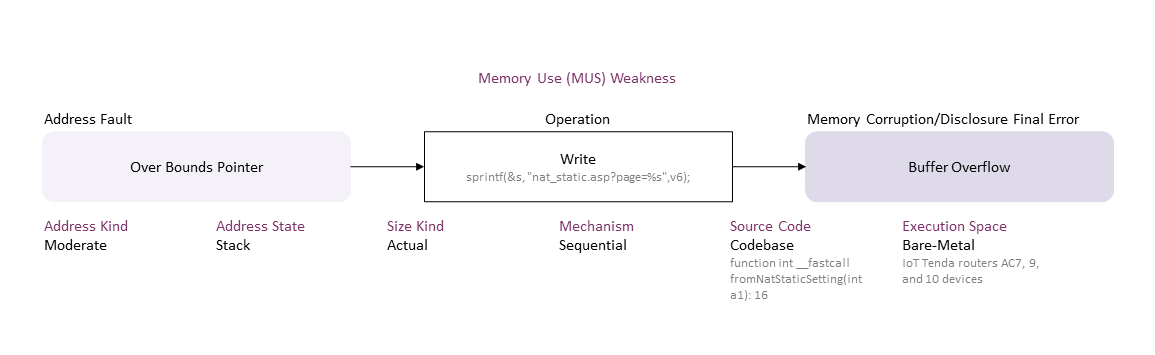 Memory Use (MUS) Weakness
Address Fault
Operation
Memory Corruption/Disclosure Final Error
Over Bounds Pointer
Write
sprintf(&s, "nat_static.asp?page=%s",v6);
Buffer Overflow
Address Kind
Moderate
Address State
Stack
Size Kind
Actual
Mechanism
Sequential
Source Code
Codebase
function int __fastcall
fromNatStaticSetting(int
a1): 16
Execution Space
Bare-Metal
IoT Tenda routers AC7, 9,
and 10 devices